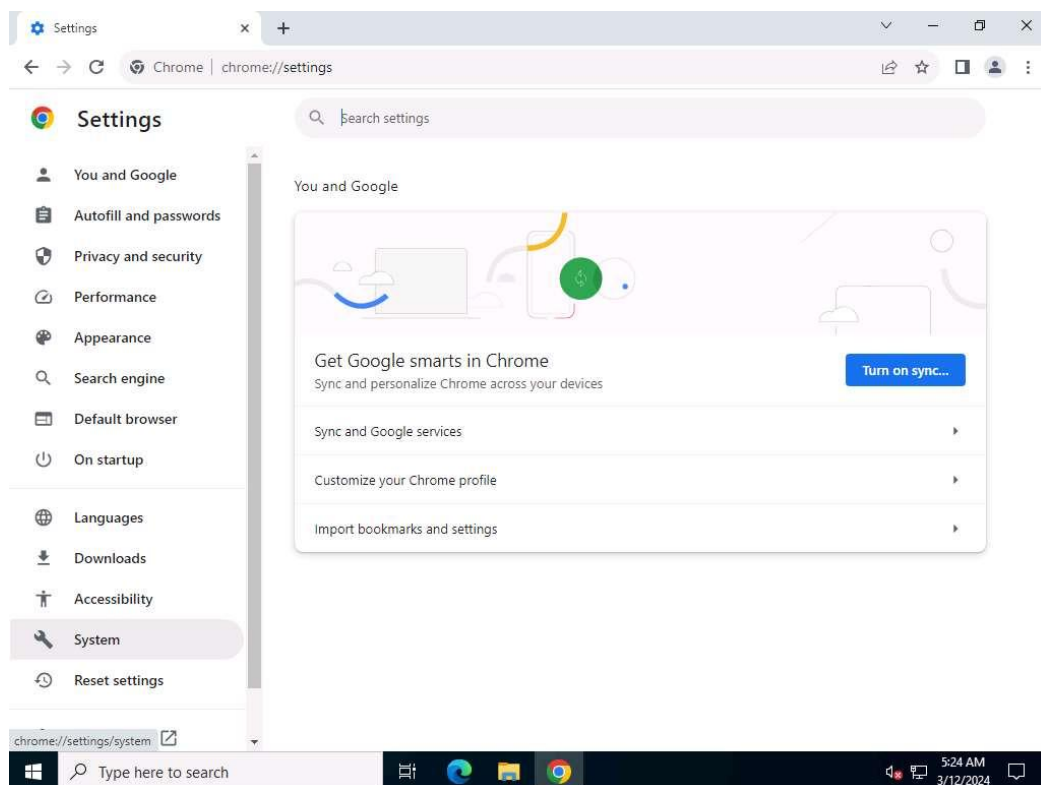 Settings
Chrome | chrome://settings
Settings
Search settings
You and Google
Autofill and passwords
Privacy and security
Performance
Appearance
Search engine
Default browser
On startup
Languages
Downloads
Accessibility
System
Reset settings
chrome://settings/system
You and Google
Get Google smarts in Chrome
Sync and personalize Chrome across your devices
Turn on sync...
Sync and Google services
Customize your Chrome profile
Import bookmarks and settings
Type here to search
5:24 AM
3/12/2024